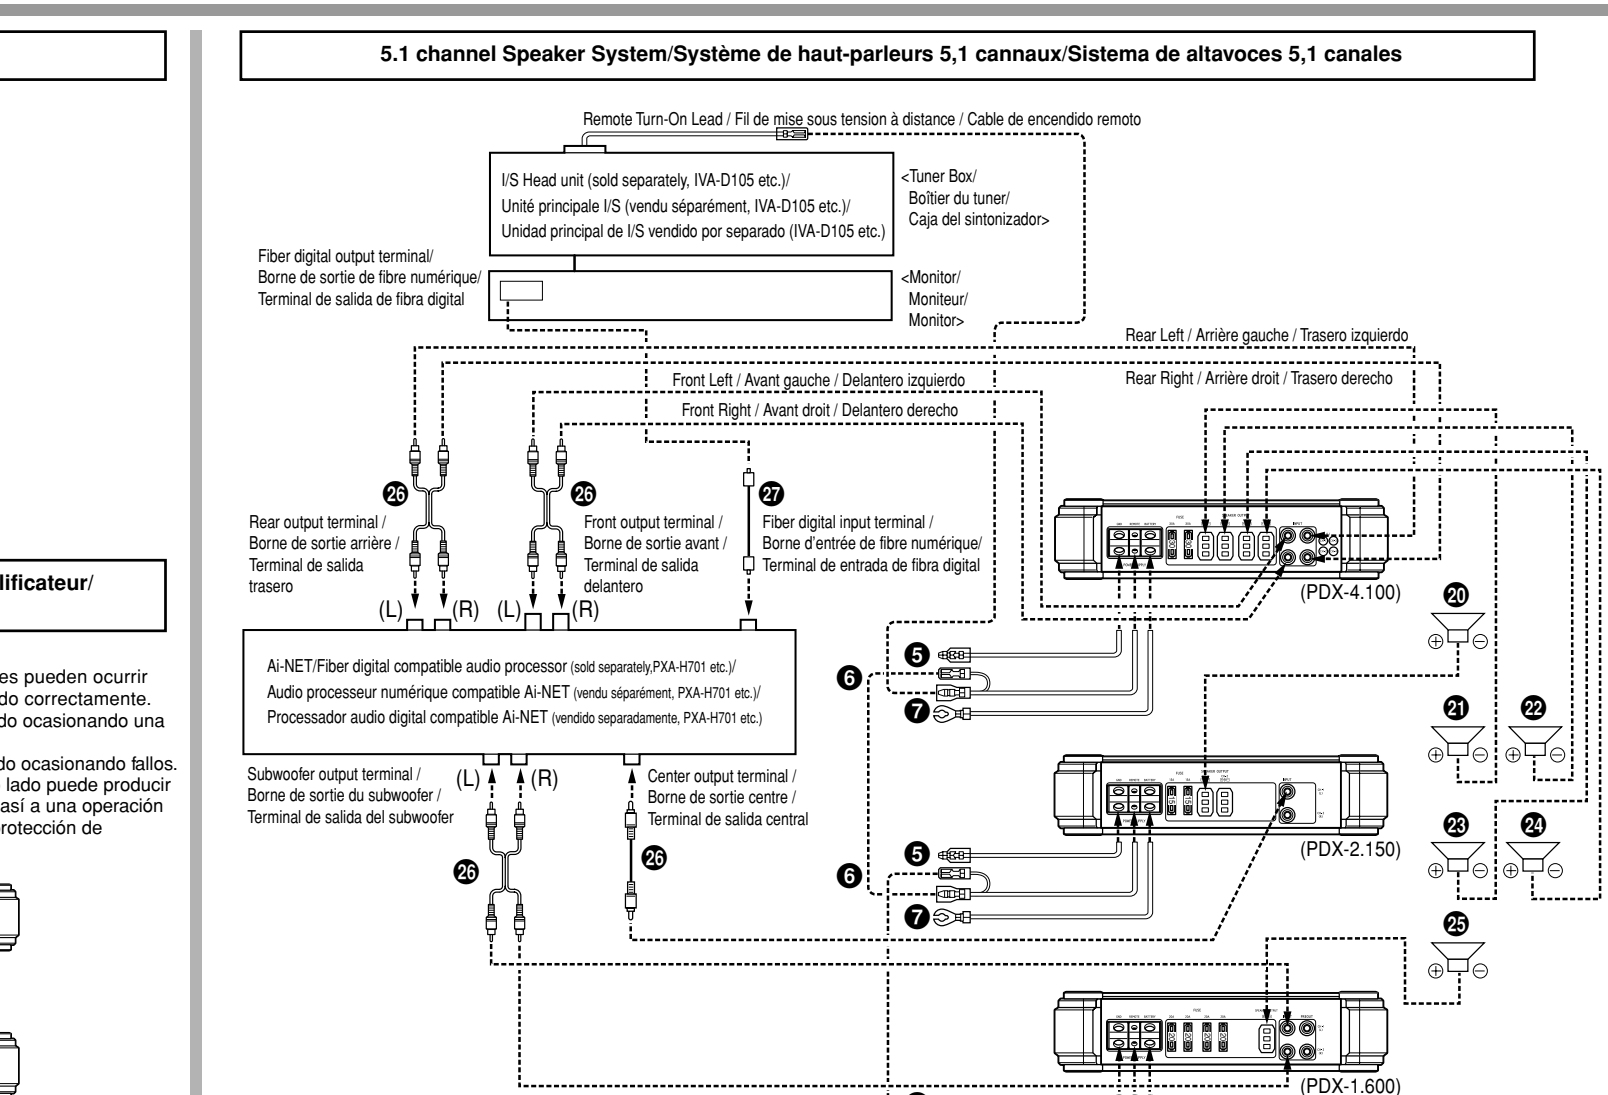 5.1 channel Speaker System/Système de haut-parleurs 5,1 cannaux/Sistema de altavoces 5,1 canales
Remote Turn-On Lead / Fil de mise sous tension à distance / Cable de encendido remoto
I/S Head unit (sold separately, IVA-D105 etc.)/
Unité principale I/S (vendu séparément, IVA-D105 etc.)/
Unidad principal de I/S vendido por separado (IVA-D105 etc.)
<Tuner Box/
Boîtier du tuner/
Caja del sintonizador>
Fiber digital output terminal/
Borne de sortie de fibre numérique/
Terminal de salida de fibra digital
<Monitor/
Moniteur/
Monitor>
Rear Left / Arrière gauche / Trasero izquierdo
Rear Right / Arrière droit / Trasero derecho
Front Left / Avant gauche / Delantero izquierdo
Front Right / Avant droit / Delantero derecho
26
26
27
Rear output terminal /
Borne de sortie arrière /
Terminal de salida
trasero
Front output terminal /
Borne de sortie avant /
Terminal de salida
delantero
Fiber digital input terminal /
Borne d'entrée de fibre numérique/
Terminal de entrada de fibra digital
(L) (R) (L) (R)
Ai-NET/Fiber digital compatible audio processor (sold separately,PXA-H701 etc.)/
Audio processeur numérique compatible Ai-NET (vendu séparément, PXA-H701 etc.)/
Processador audio digital compatible Ai-NET (vendido separadamente, PXA-H701 etc.)
Subwoofer output terminal /
Borne de sortie du subwoofer /
Terminal de salida del subwoofer
(L) (R)
Center output terminal /
Borne de sortie centre /
Terminal de salida central
26
26
(PDX-4.100)
5
6
7
20
21
22
(PDX-2.150)
5
6
7
23
24
25
(PDX-1.600)
lificateur/
es pueden ocurrir
do correctamente.
do ocasionando una
do ocasionando fallos.
lado puede producir
así a una operación
rotección de